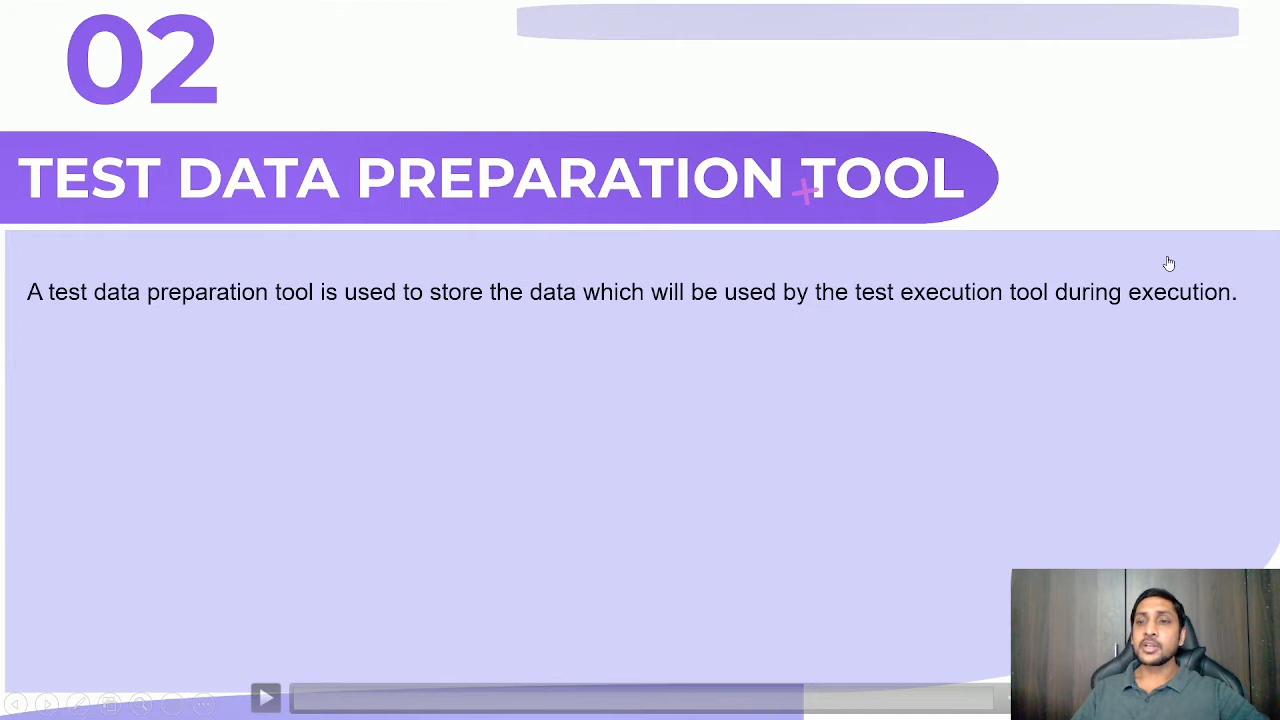 02
TEST DATA PREPARATION TOOL
A test data preparation tool is used to store the data which will be used by the test execution tool during execution.